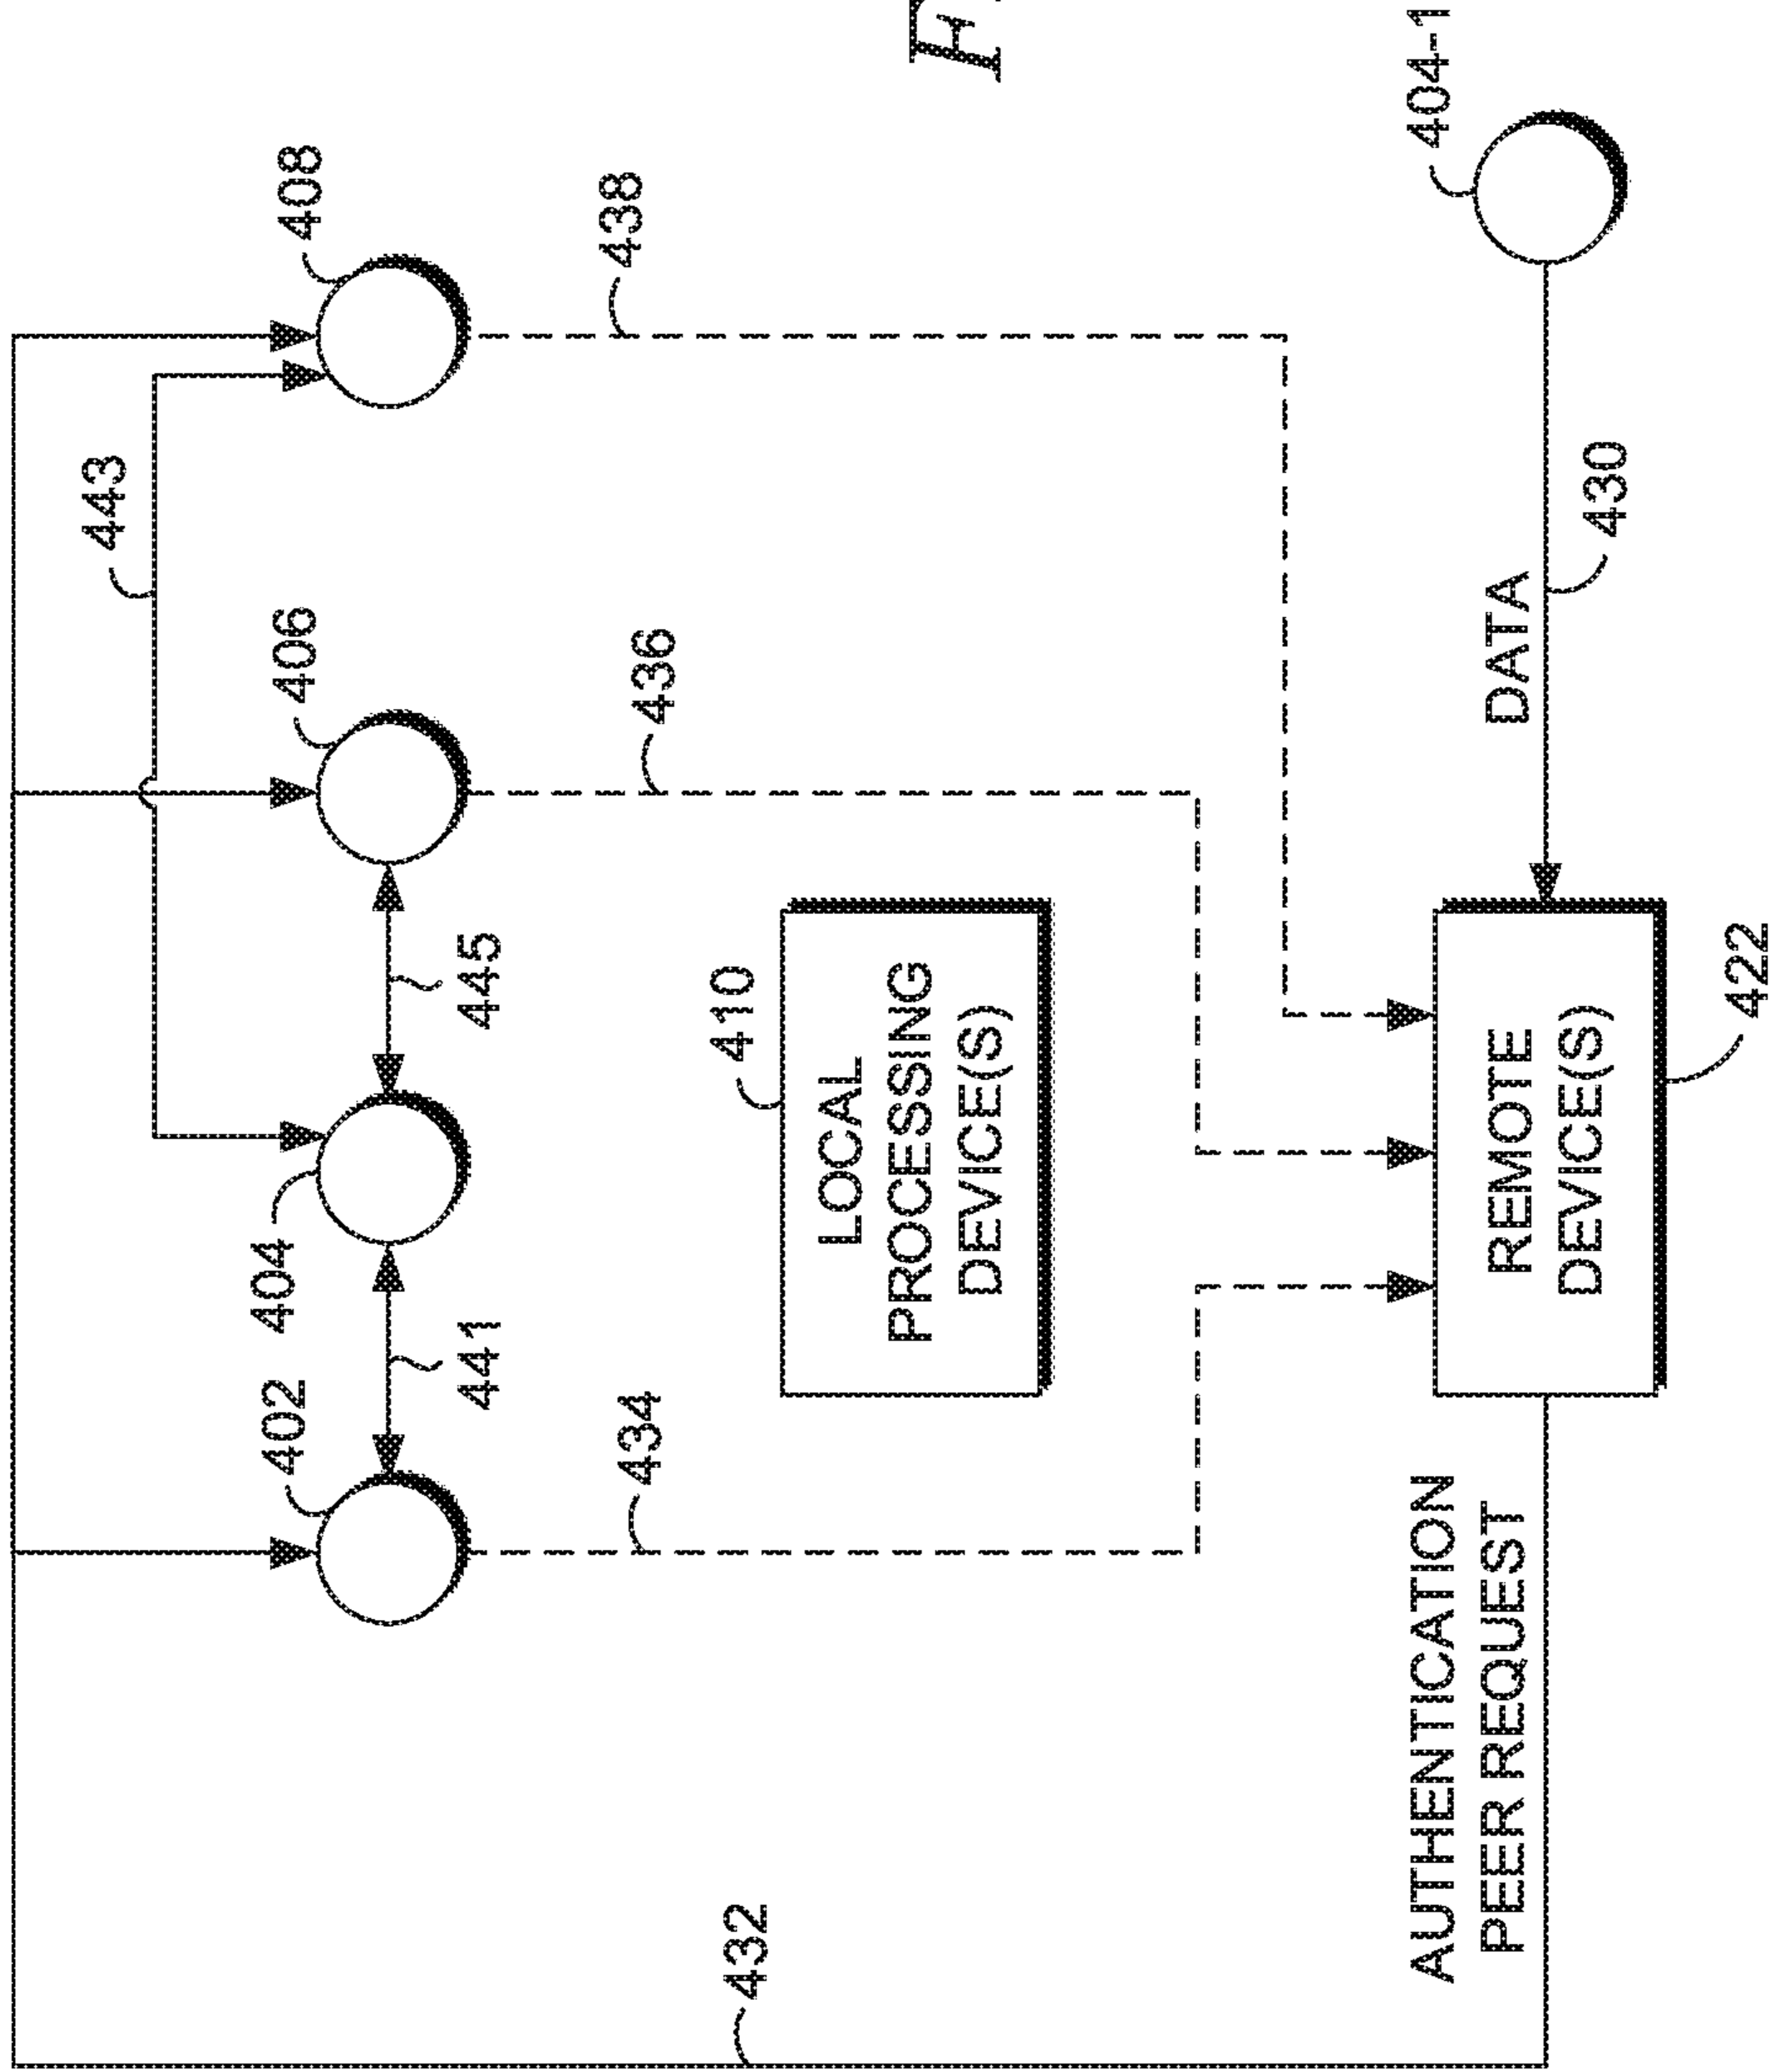 443
402
404
406
408
441
445
434
436
438
432
410
LOCAL
PROCESSING
DEVICE(S)
AUTHENTICATION
PEER REQUEST
REMOTE
DEVICE(S)
DATA
404-1
430
422